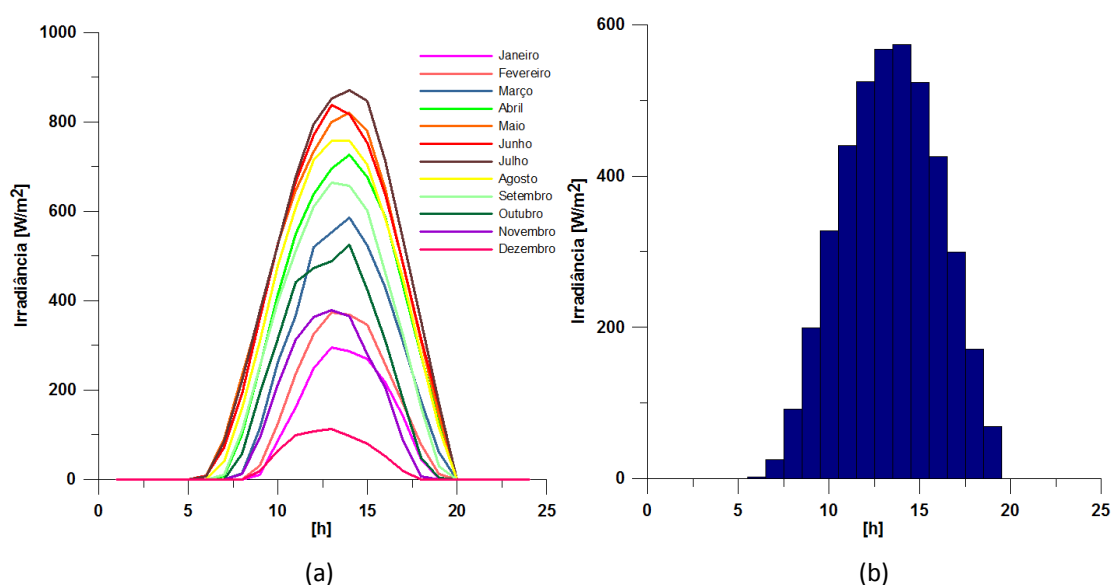 1000
800
600
400
200
0
Irradiância [W/m2]
0 5 10 15 20 25
[h]
Janeiro
Fevereiro
Março
Abril
Maio
Junho
Julho
Agosto
Setembro
Outubro
Novembro
Dezembro
(a)
600
400
200
0
Irradiância [W/m2]
0 5 10 15 20 25
[h]
(b)